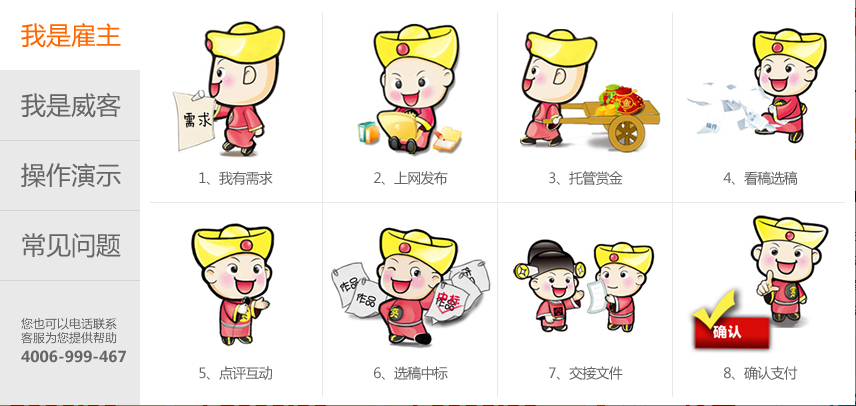 我是雇主
我是威客
操作演示
常见问题
您也可以电话联系
客服为您提供帮助
4006-999-467
需求
1、我有需求
2、上网发布
3、托管赏金
稿件
4、看稿选稿
5、点评互动
作品
作品
中标
6、选稿中标
7、交接文件
确认
8、确认支付